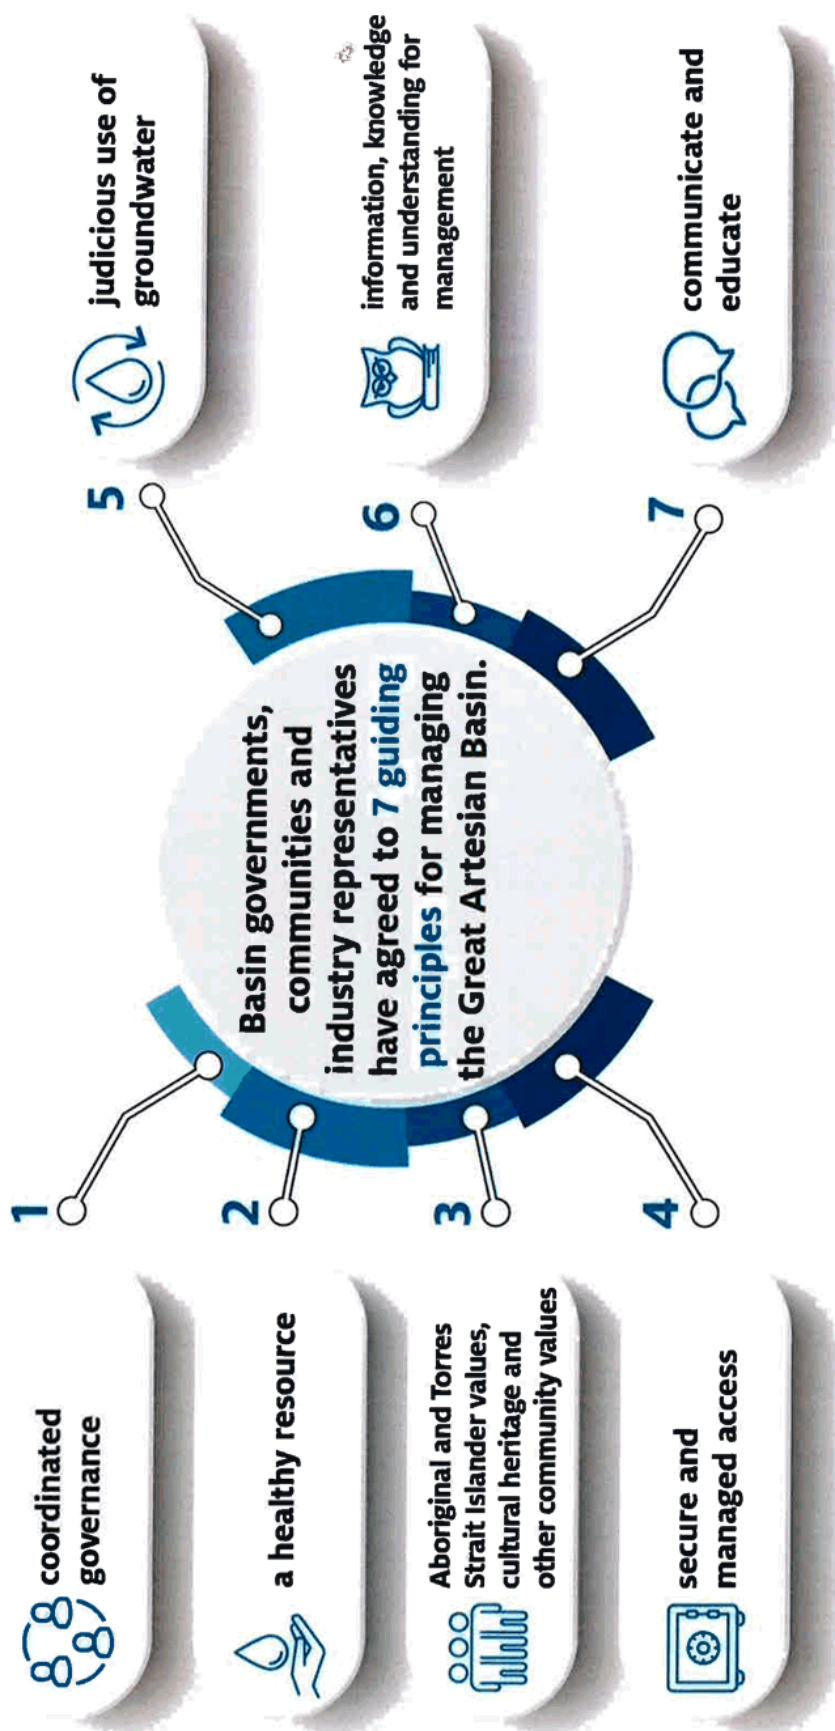 1
coordinated
governance
2
a healthy resource
3
Aboriginal and Torres
Strait Islander values,
cultural heritage and
other community values
4
secure and
managed access
Basin governments,
communities and
industry representatives
have agreed to 7 guiding
principles for managing
the Great Artesian Basin.
5
judicious use of
groundwater
6
information, knowledge
and understanding for
management
7
communicate and
educate